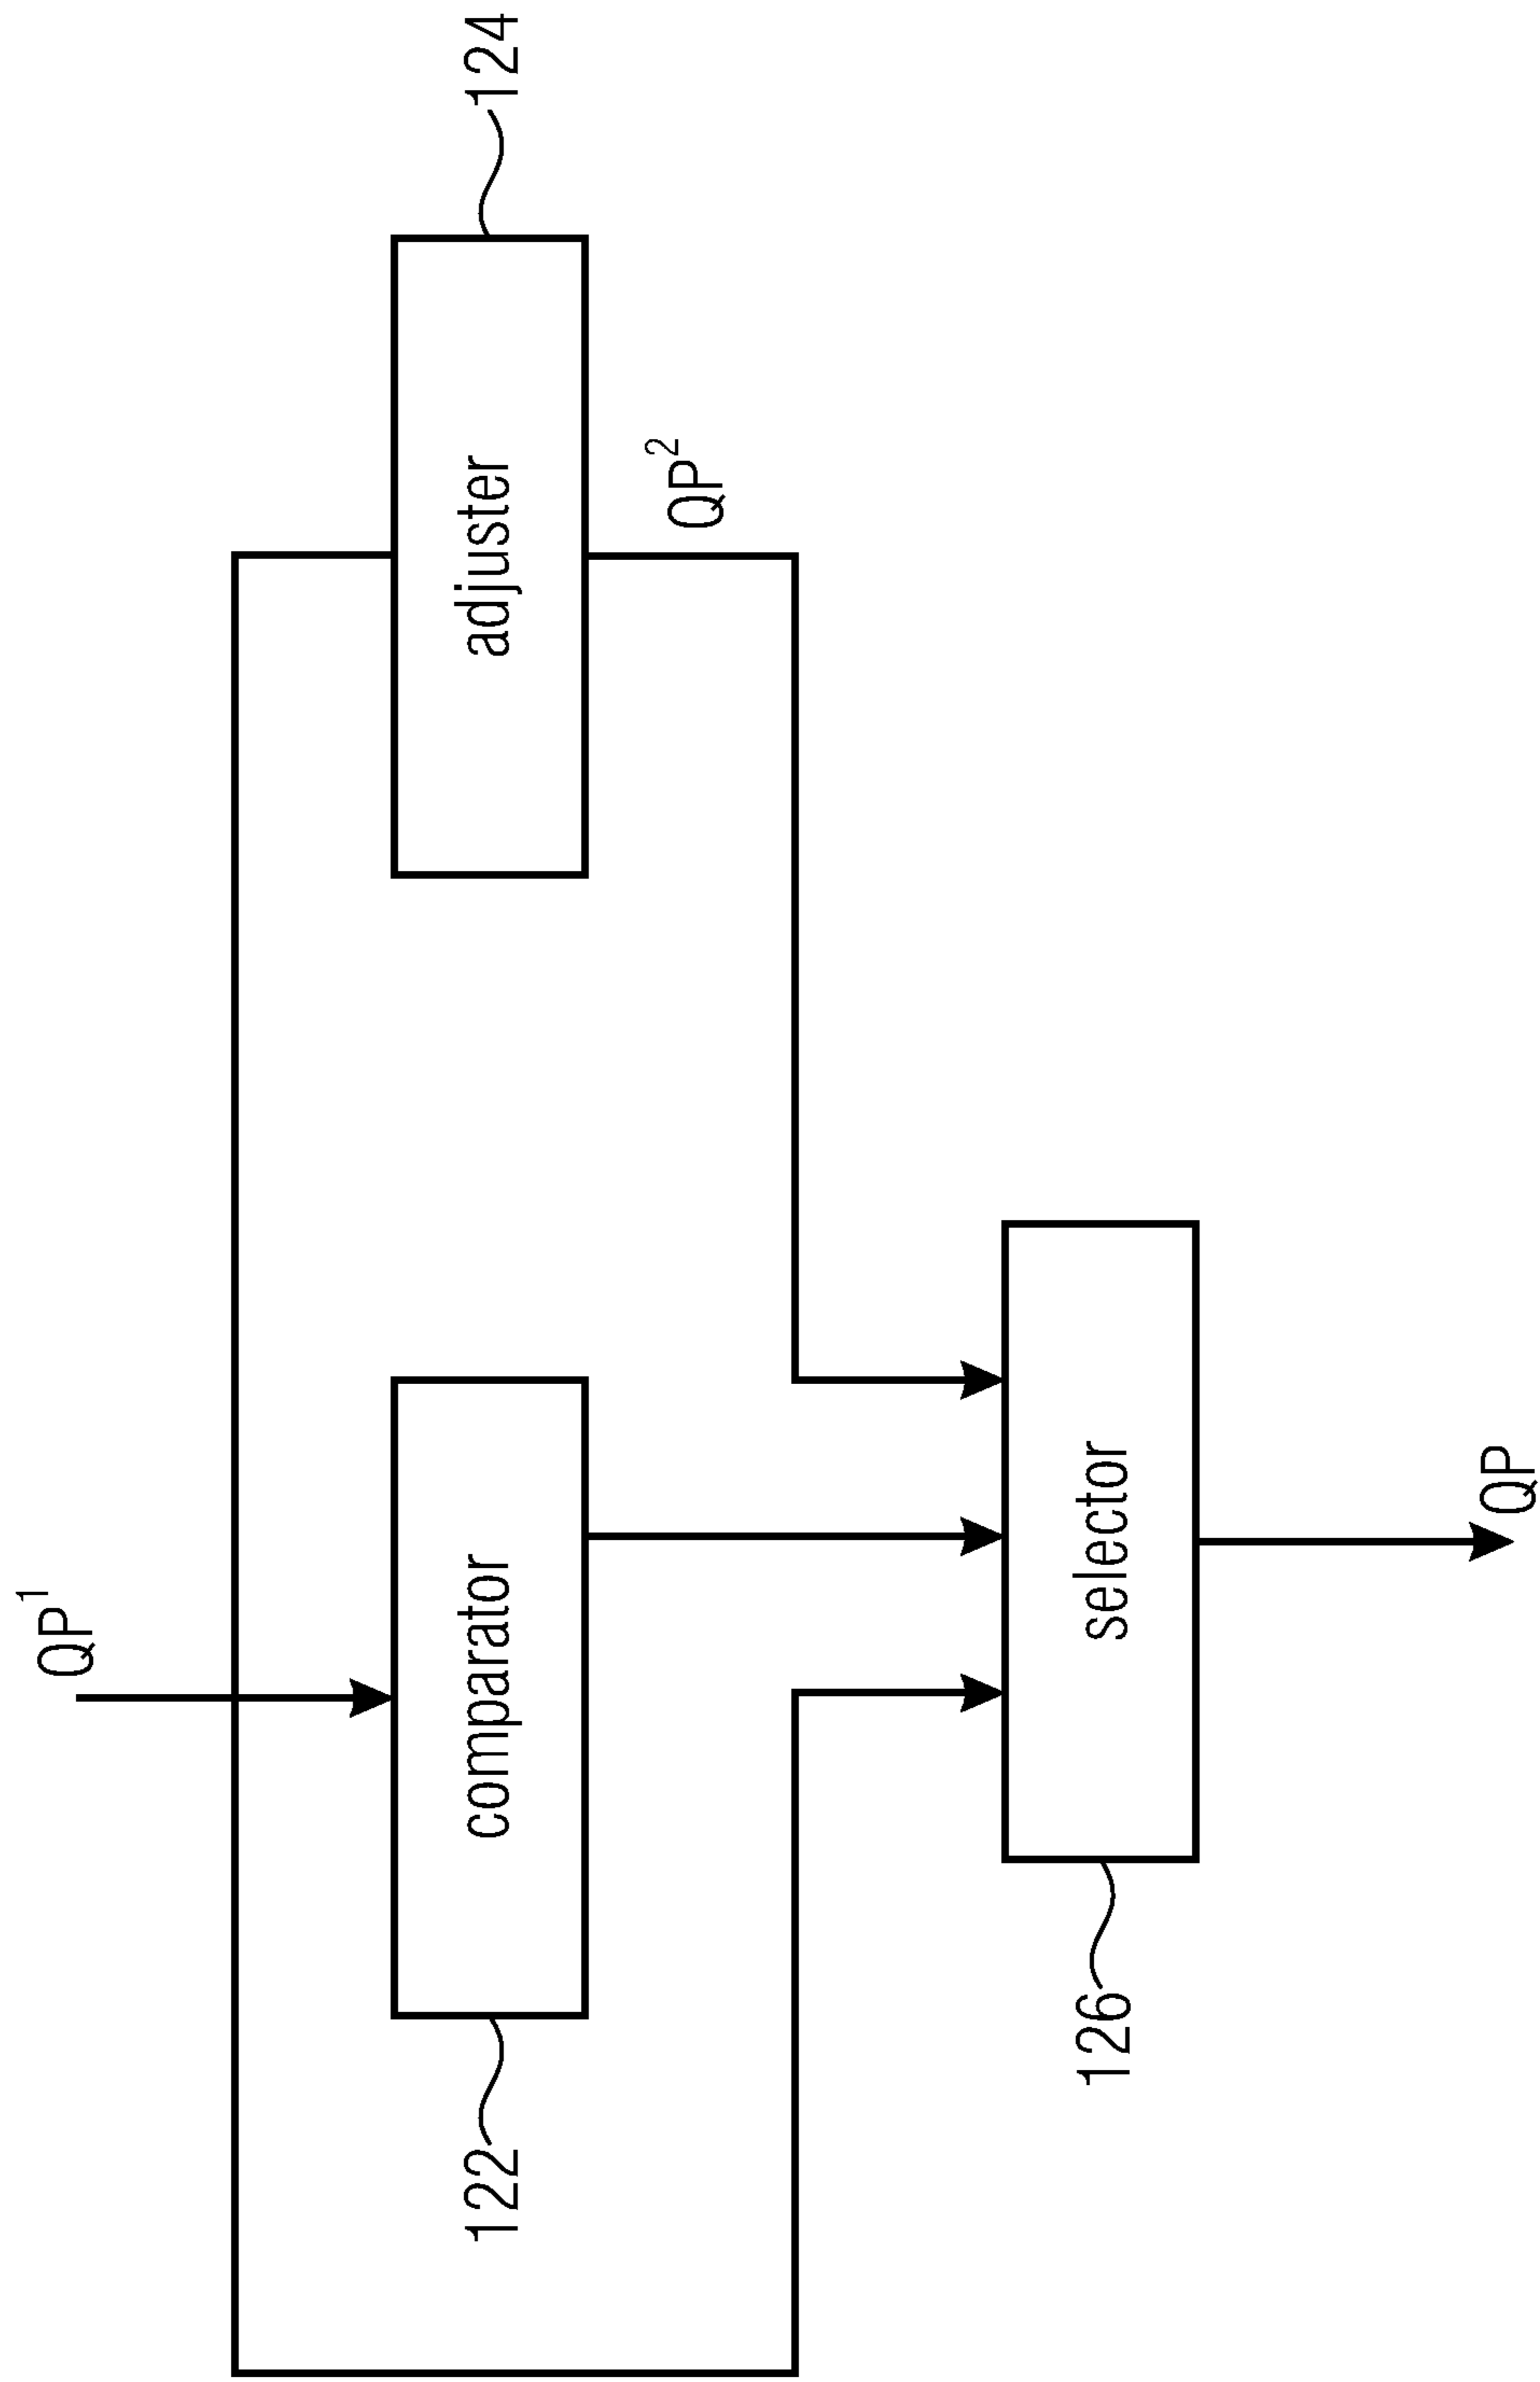 QP¹
122
comparator
adjuster
124
QP²
126
selector
QP